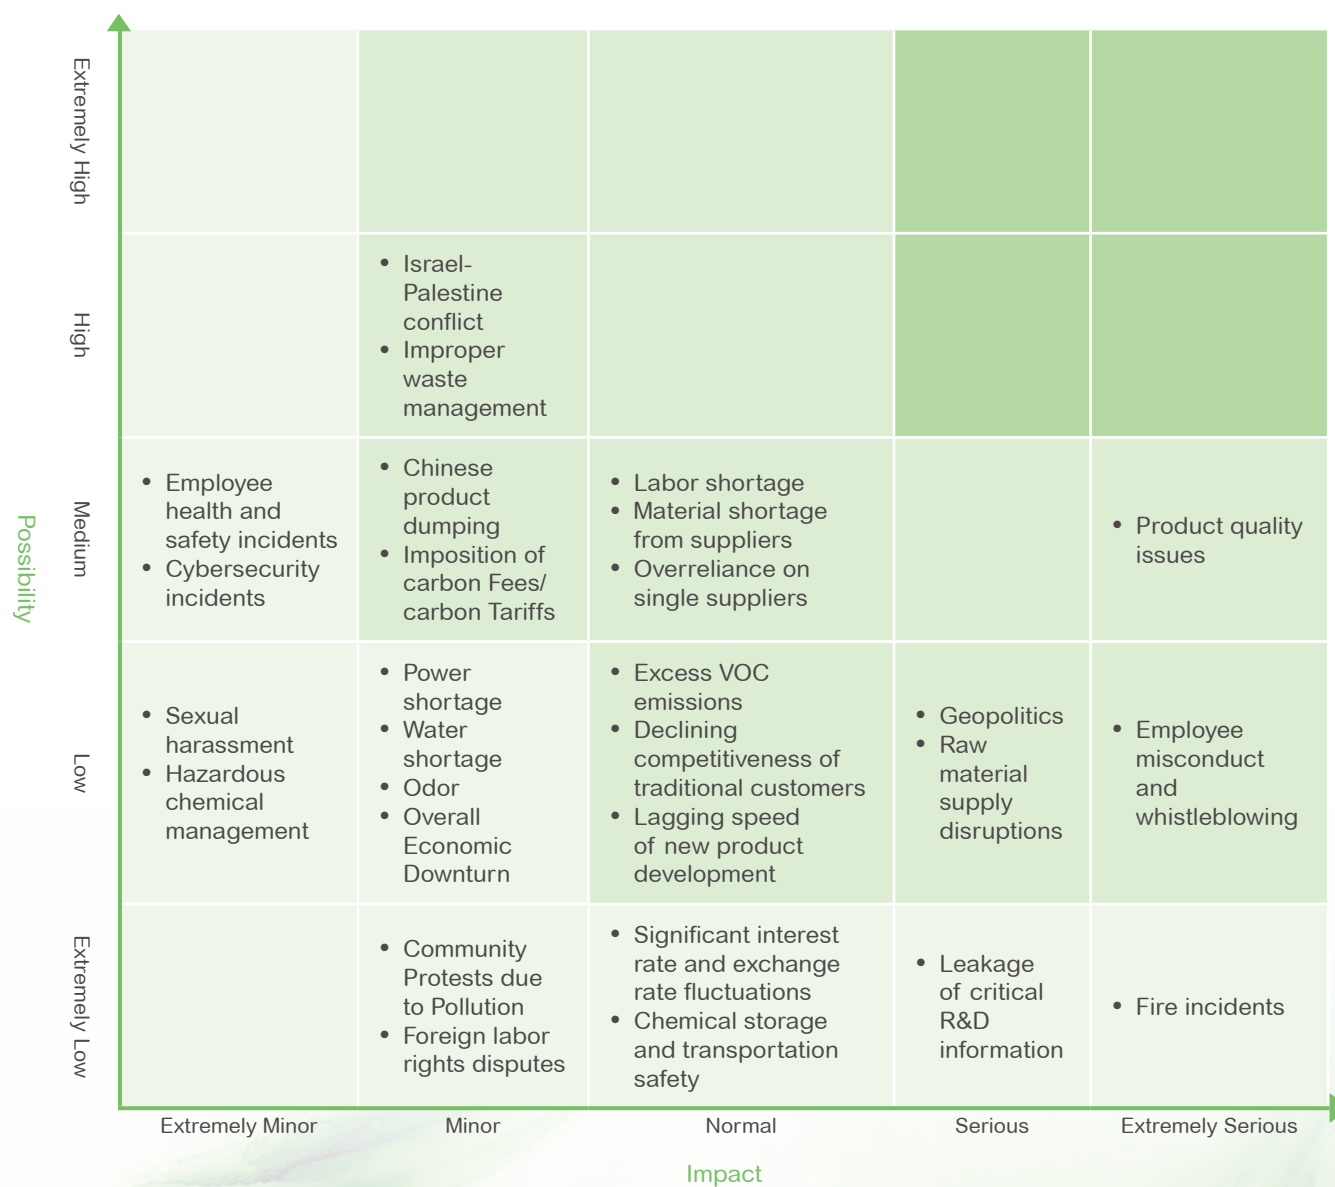 Possibility
Extremely High
High
• Israel-
Palestine
conflict
• Improper
waste
management
Medium
• Employee
health and
safety incidents
• Cybersecurity
incidents
• Chinese
product
dumping
• Imposition of
carbon Fees/
carbon Tariffs
• Labor shortage
• Material shortage
from suppliers
• Overreliance on
single suppliers
• Product quality
issues
Low
• Sexual
harassment
• Hazardous
chemical
management
• Power
shortage
• Water
shortage
• Odor
• Overall
Economic
Downturn
• Excess VOC
emissions
• Declining
competitiveness of
traditional customers
• Lagging speed
of new product
development
• Geopolitics
• Raw
material
supply
disruptions
• Employee
misconduct
and
whistleblowing
Extremely Low
• Community
Protests due
to Pollution
• Foreign labor
rights disputes
• Significant interest
rate and exchange
rate fluctuations
• Chemical storage
and transportation
safety
• Leakage
of critical
R&D
information
• Fire incidents
Extremely Minor
Minor
Normal
Serious
Extremely Serious
Impact